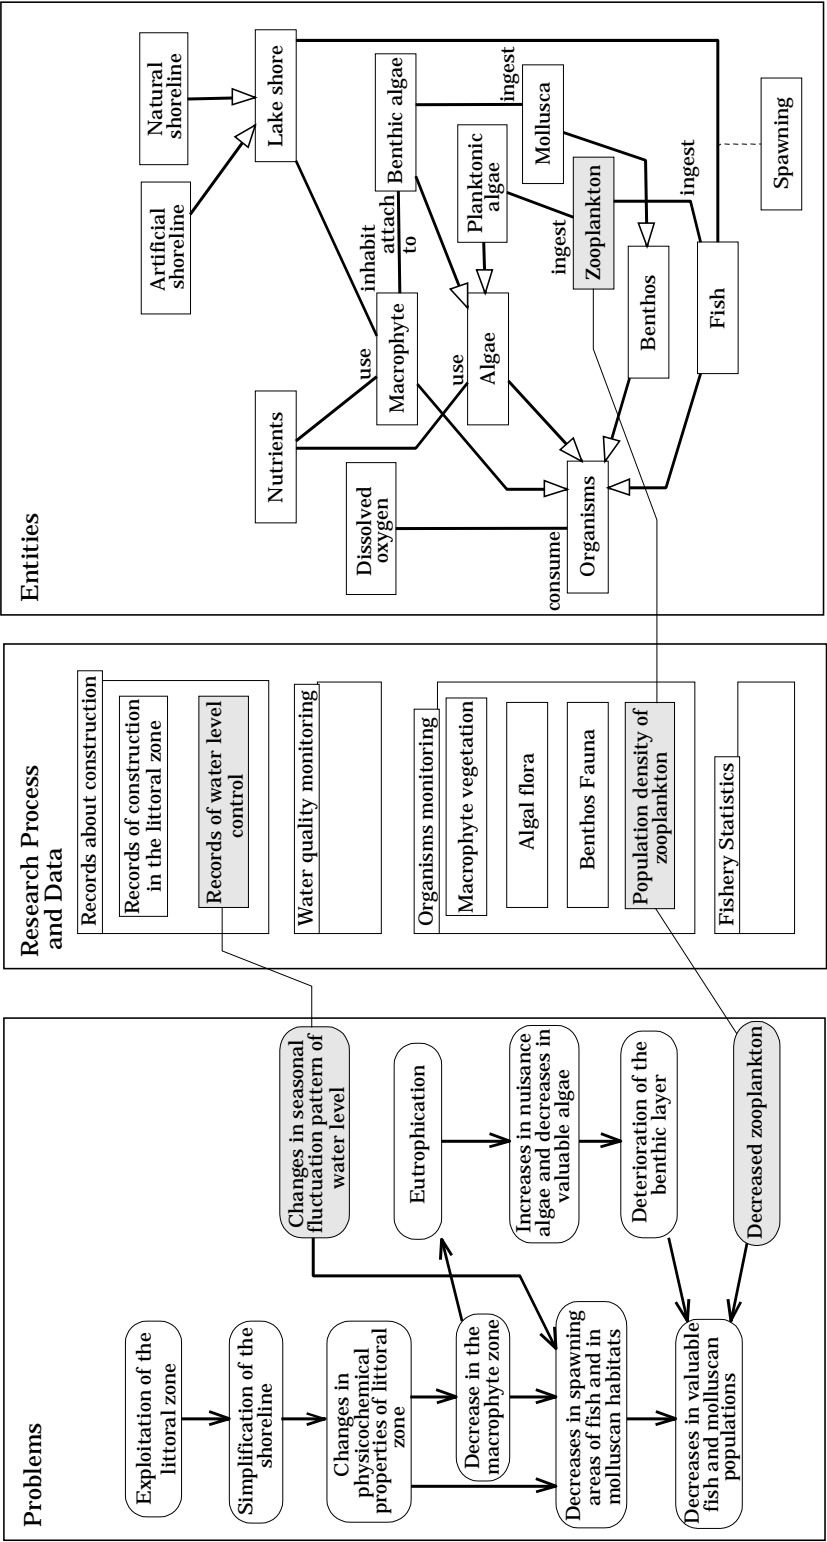 Problems
Exploitation of the
littoral zone
Simplification of the
shoreline
Changes in
physicochemical
properties of littoral
zone
Decrease in the
macrophyte zone
Decreases in spawning
areas of fish and in
molluscan habitats
Decreases in valuable
fish and molluscan
populations
Changes in seasonal
fluctuation pattern of
water level
Eutrophication
Increases in nuisance
algae and decreases in
valuable algae
Deterioration of the
benthic layer
Decreased zooplankton
Research Process
and Data
Records about construction
Records of construction
in the littoral zone
Records of water level
control
Water quality monitoring
Organisms monitoring
Macrophyte vegetation
Algal flora
Benthos Fauna
Population density of
zooplankton
Fishery Statistics
Entities
Natural
shoreline
Artificial
shoreline
Lake shore
Nutrients
Dissolved
oxygen
use
inhabit
attach
to
Macrophyte
Benthic algae
use
Algae
Planktonic
algae
ingest
Mollusca
ingest
Zooplankton
consume
Organisms
Benthos
ingest
Fish
Spawning